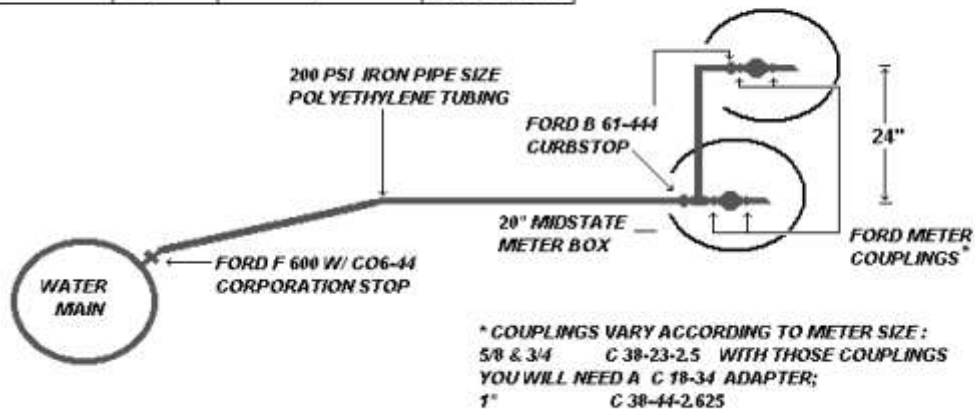 200 PSI IRON PIPE SIZE
POLYETHYLENE TUBING
FORD B 61-444
CURBSTOP
24"
20" MIDSTATE
METER BOX
FORD METER
COUPLINGS*
FORD F 600 W/ CO6-44
CORPORATION STOP
WATER
MAIN
* COUPLINGS VARY ACCORDING TO METER SIZE :
5/8 & 3/4 C 38-23-2.5 WITH THOSE COUPLINGS
YOU WILL NEED A C 18-34 ADAPTER;
1" C 38-44-2.625